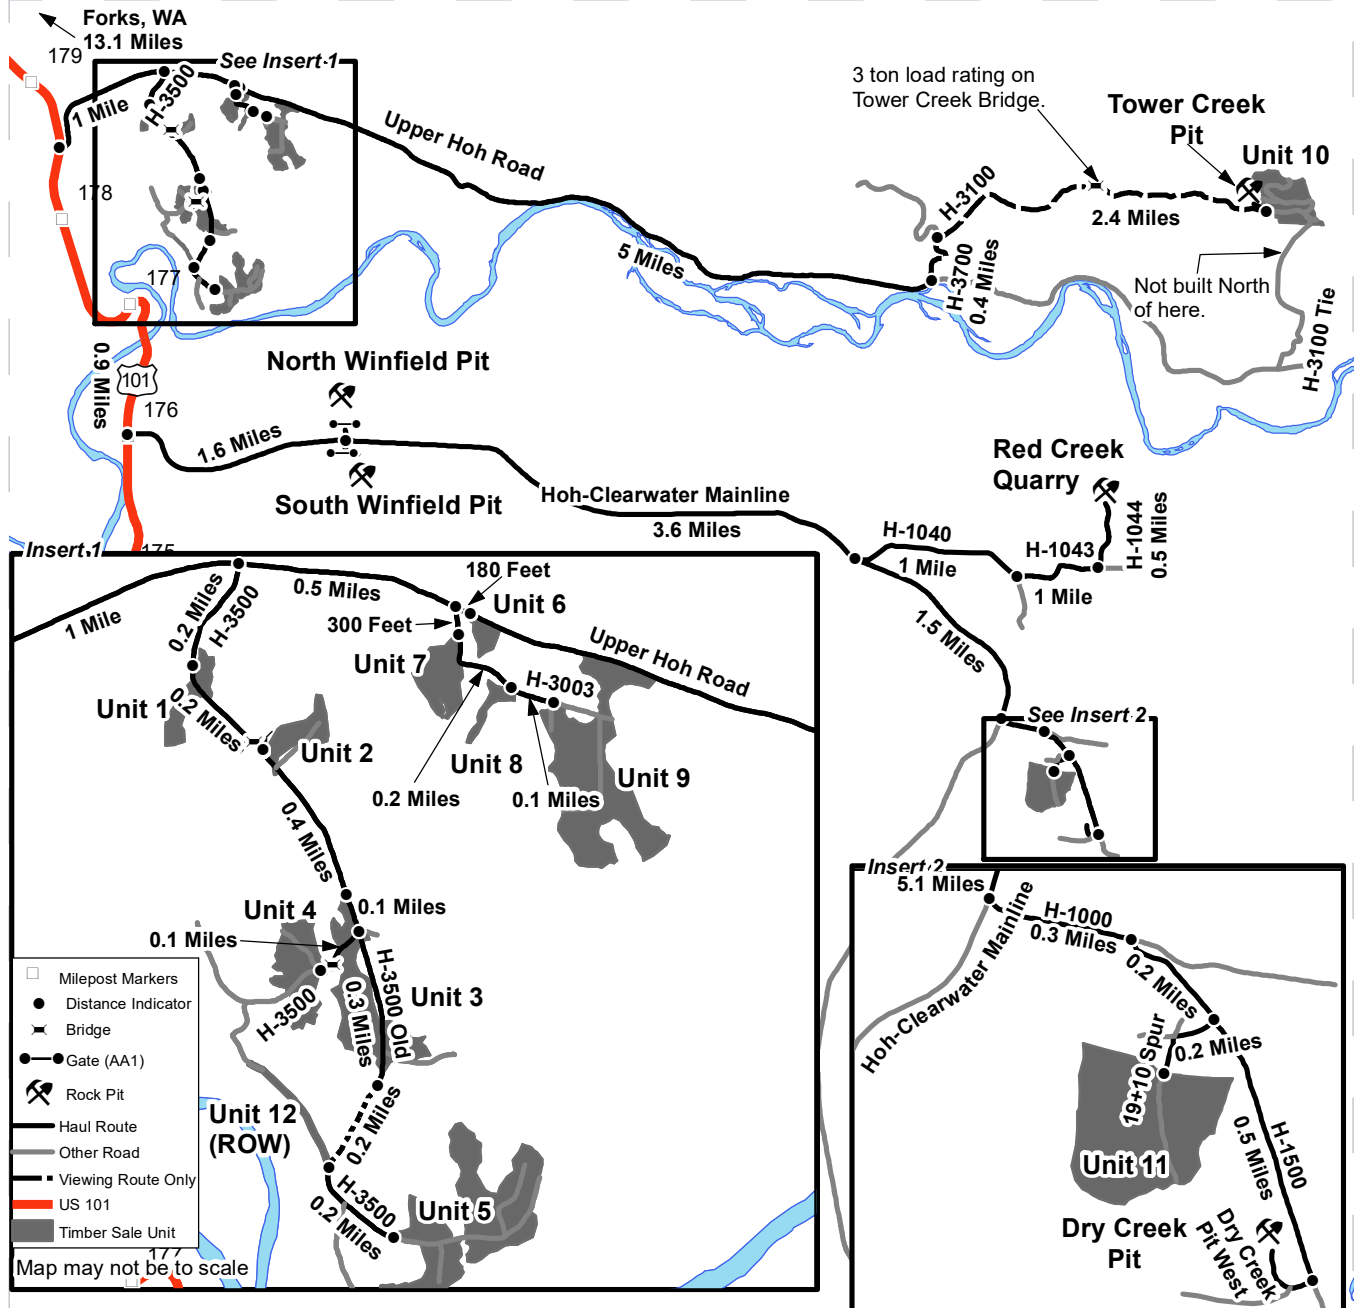 Forks, WA
13.1 Miles
179
See Insert 1
1 Mile
H-3500
178
177
Upper Hoh Road
5 Miles
3 ton load rating on
Tower Creek Bridge.
Tower Creek
Pit
Unit 10
H-3100
2.4 Miles
H-3700
0.4 Miles
Not built North
of here.
H-3100 Tie
0.9 Miles
101
176
North Winfield Pit
1.6 Miles
South Winfield Pit
Hoh-Clearwater Mainline
3.6 Miles
Red Creek
Quarry
H-1040
1 Mile
H-1043
1 Mile
H-1044
0.5 Miles
1.5 Miles
See Insert 2
175
Insert 1
1 Mile
0.2 Miles
H-3500
0.5 Miles
180 Feet
Unit 6
300 Feet
Unit 7
Upper Hoh Road
H-3003
Unit 1
0.2 Miles
Unit 2
Unit 8
Unit 9
0.2 Miles
0.1 Miles
0.4 Miles
Unit 4
0.1 Miles
0.1 Miles
H-3500
0.3 Miles
H-3500 Old
Unit 3
Unit 12
(ROW)
0.2 Miles
H-3500
0.2 Miles
Unit 5
Milepost Markers
Distance Indicator
Bridge
Gate (AA1)
Rock Pit
Haul Route
Other Road
Viewing Route Only
US 101
Timber Sale Unit
177
Map may not be to scale
Insert 2
5.1 Miles
Hoh-Clearwater Mainline
H-1000
0.3 Miles
0.2 Miles
0.2 Miles
19+10 Spur
Unit 11
H-1500
0.5 Miles
Dry Creek
Pit
Dry Creek
Pit West